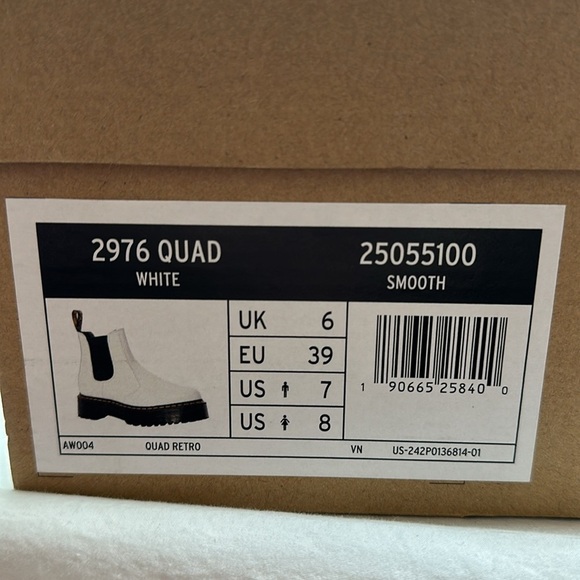 2976 QUAD
WHITE
25055100
SMOOTH
UK 6
EU 39
US 7
US 8
1 90665 25840 0
AW004 QUAD RETRO VN US-242P0136814-01